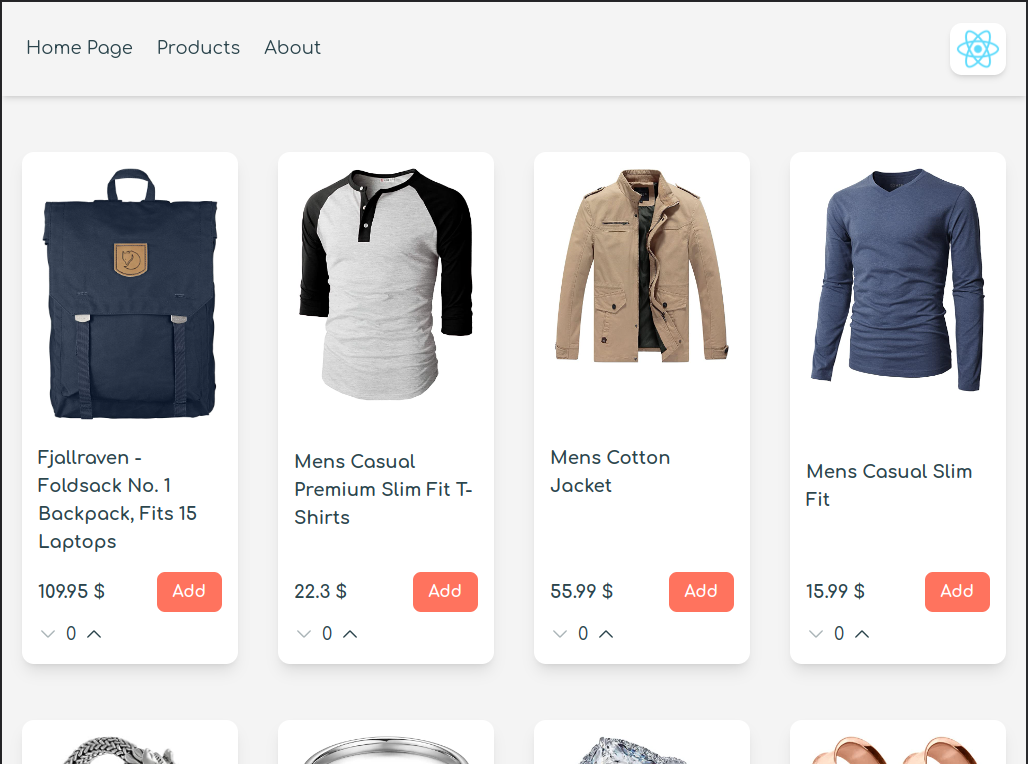 Home Page Products About
Fjallraven -
Foldsack No. 1
Backpack, Fits 15
Laptops
109.95 $ Add
0
Mens Casual
Premium Slim Fit T-
Shirts
22.3 $ Add
0
Mens Cotton
Jacket
55.99 $ Add
0
Mens Casual Slim
Fit
15.99 $ Add
0